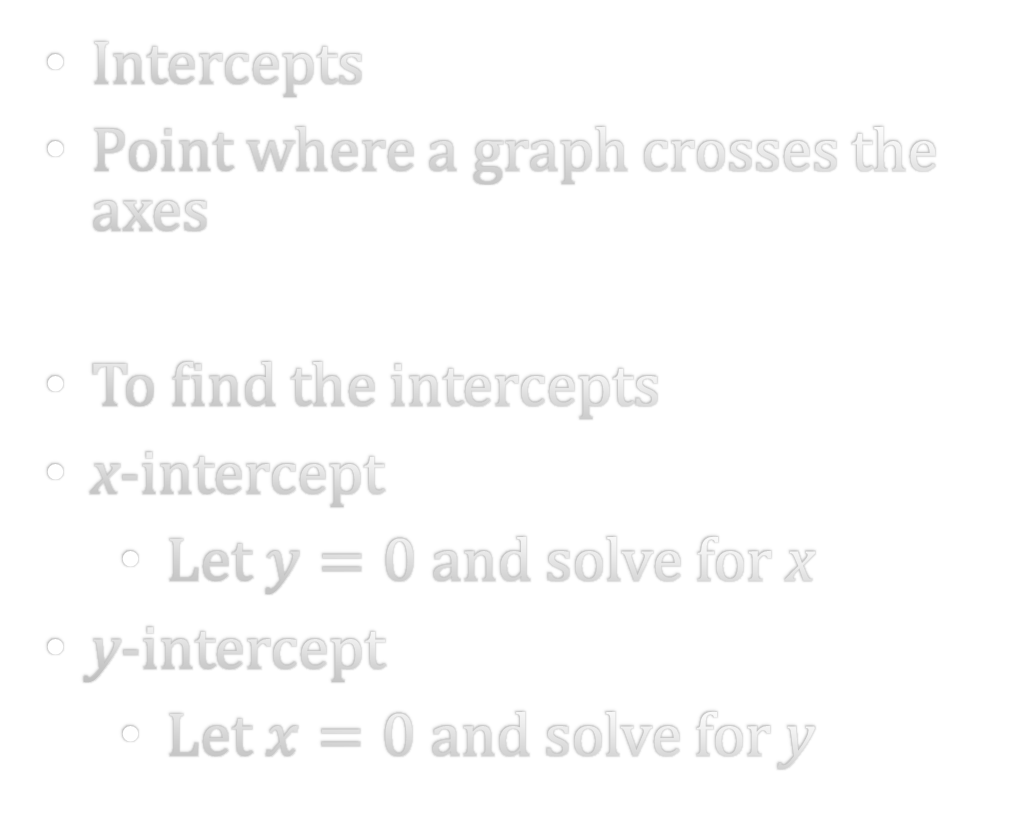 Intercepts
Point where a graph crosses the
axes
To find the intercepts
x-intercept
Let y = 0 and solve for x
y-intercept
Let x = 0 and solve for y